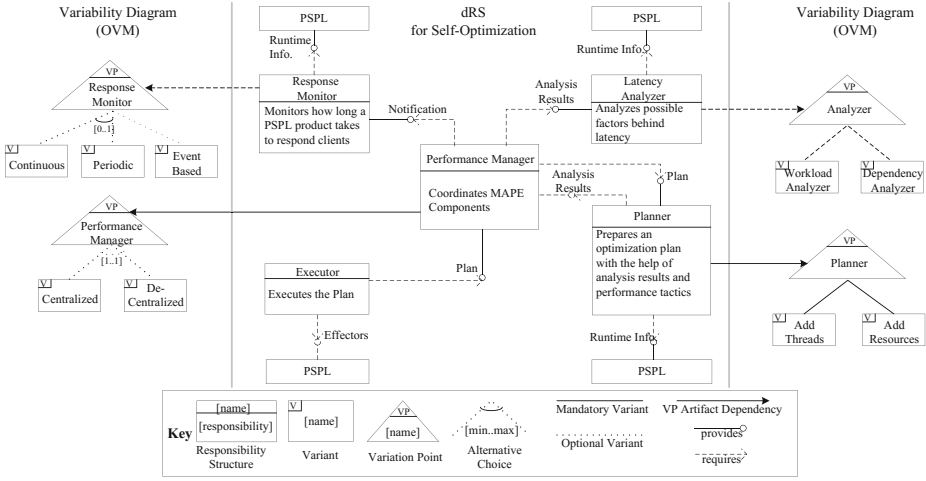 Variability Diagram
(OVM)
dRS
for Self-Optimization
Variability Diagram
(OVM)
PSPL
PSPL
Runtime
Info.
Runtime Info.
VP
Response
Monitor
[0..1]
V
Continuous
V
Periodic
V
Event
Based
Response
Monitor
Monitors how long a
PSPL product takes
to respond clients
Notification
Analysis
Results
Latency
Analyzer
Analyzes possible
factors behind
latency
VP
Analyzer
V
Workload
Analyzer
V
Dependency
Analyzer
Performance Manager
Coordinates MAPE
Components
Analysis
Results
Plan
VP
Performance
Manager
[1..1]
V
Centralized
V
De-
Centralized
Planner
Prepares an
optimization plan
with the help of
analysis results and
performance tactics
VP
Planner
V
Add
Threads
V
Add
Resources
Plan
Executor
Executes the Plan
Effectors
Runtime Info.
PSPL
PSPL
Key
[name]
[responsibility]
Responsibility
Structure
V
[name]
Variant
VP
[name]
Variation Point
[min..max]
Alternative
Choice
Mandatory Variant
Optional Variant
VP Artifact Dependency
provides
requires